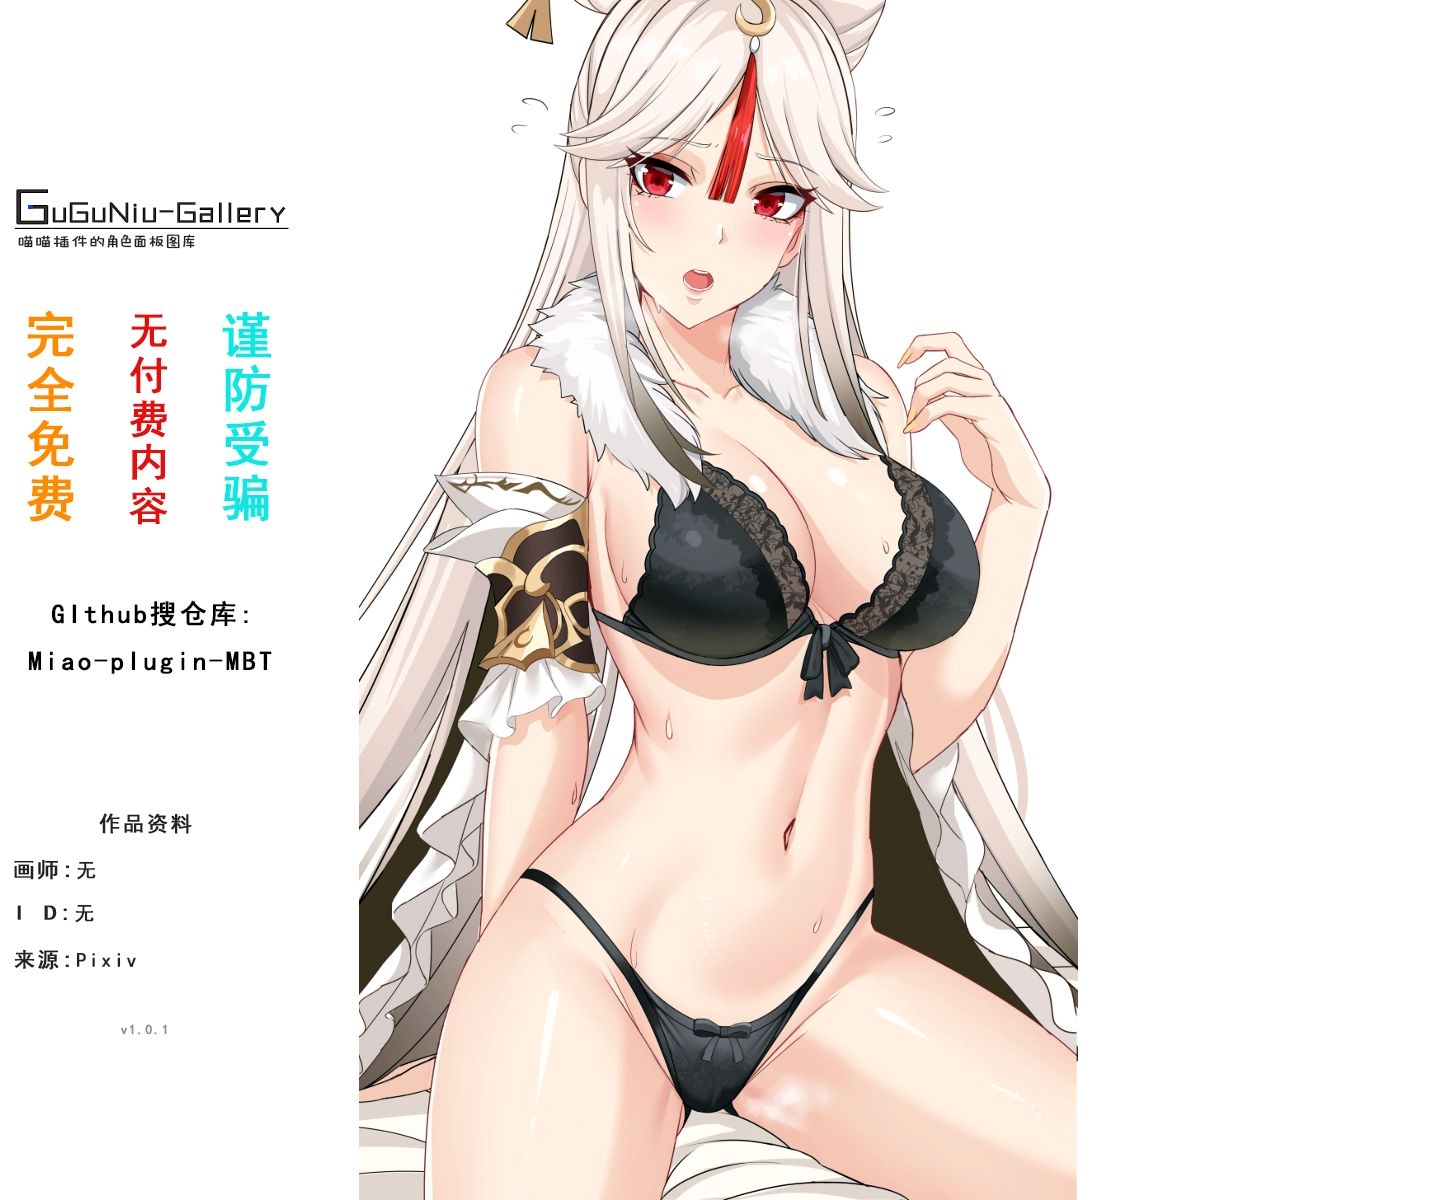 GuGuNiu-Gallery
喵喵插件的角色面板图库
完全免费
无付费内容
谨防受骗
GIthub搜仓库:
Miao-plugin-MBT
作品资料
画师:无
I D:无
来源:Pixiv
v1.0.1